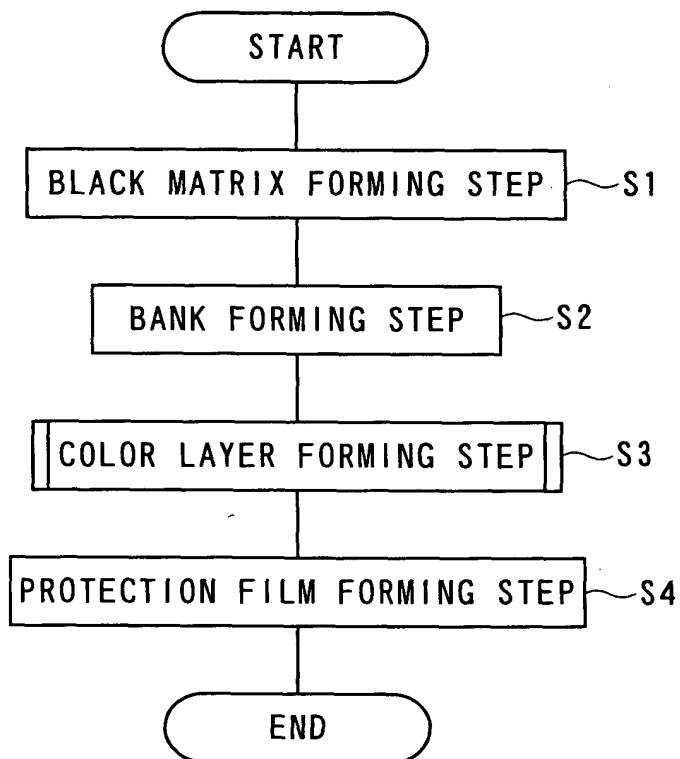 START
BLACK MATRIX FORMING STEP S1
BANK FORMING STEP S2
COLOR LAYER FORMING STEP S3
PROTECTION FILM FORMING STEP S4
END